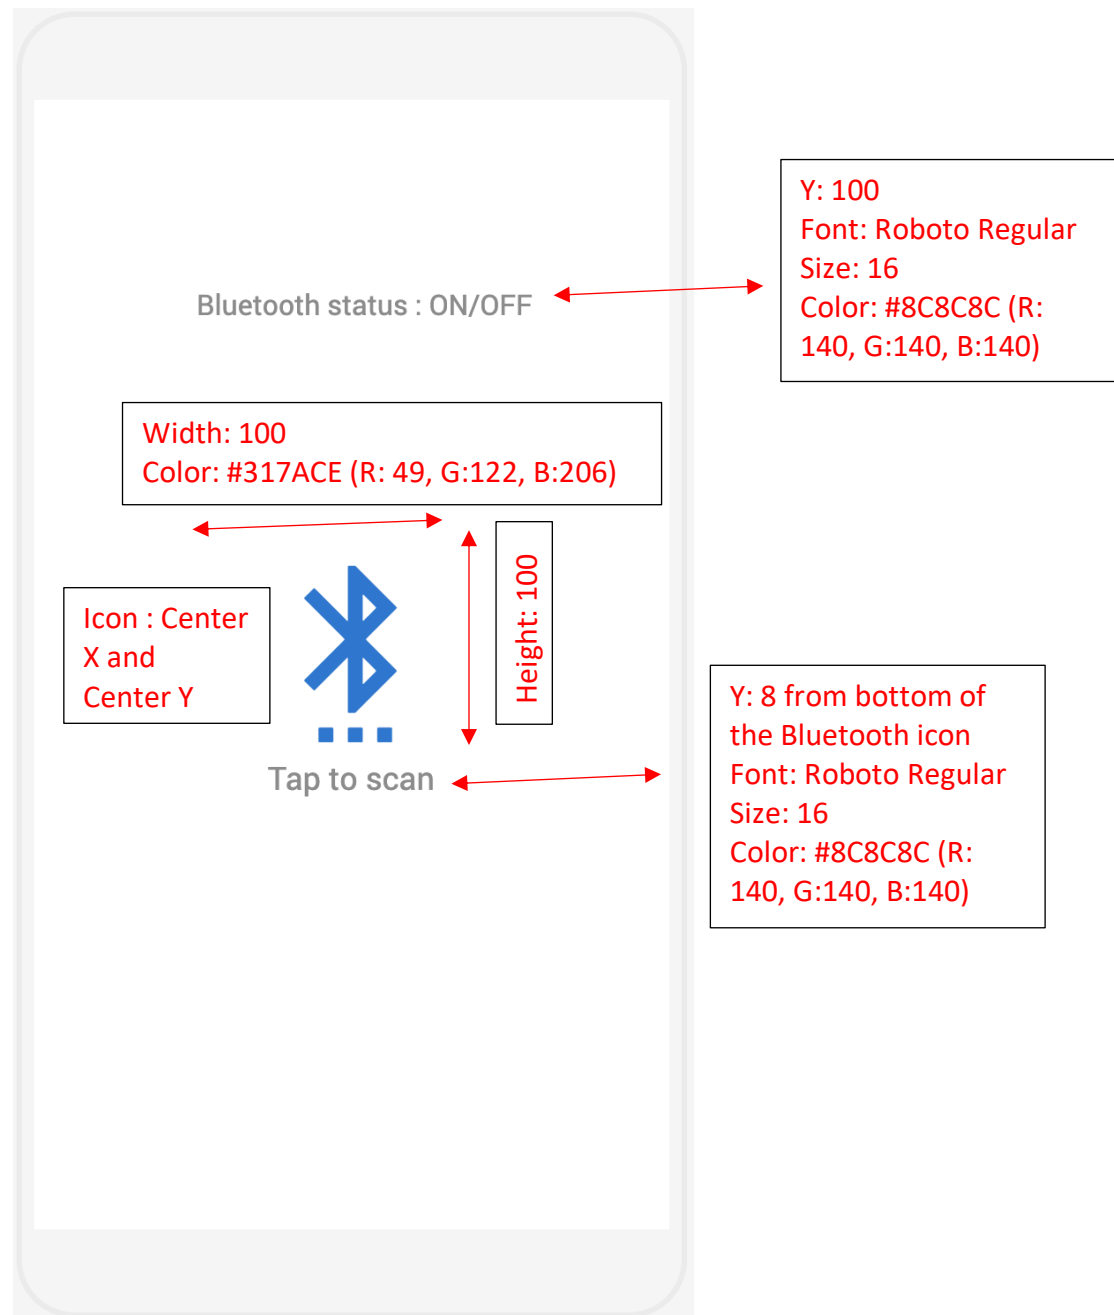 Y: 100
Font: Roboto Regular
Size: 16
Color: #8C8C8C (R:
140, G:140, B:140)
Bluetooth status : ON/OFF
Width: 100
Color: #317ACE (R: 49, G:122, B:206)
Height: 100
Icon : Center
X and
Center Y
Tap to scan
Y: 8 from bottom of
the Bluetooth icon
Font: Roboto Regular
Size: 16
Color: #8C8C8C (R:
140, G:140, B:140)